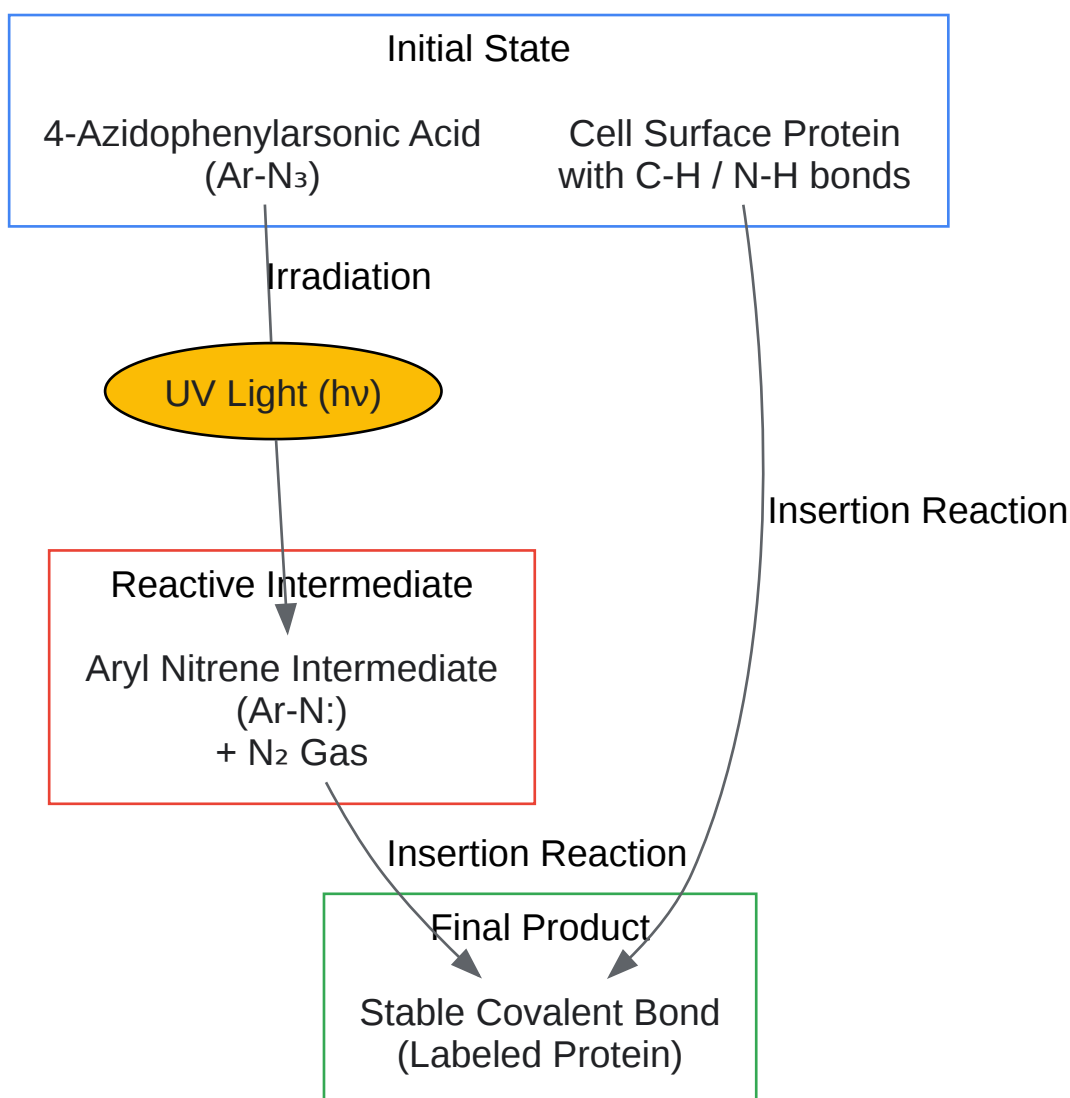 Initial State
4-Azidophenylarsonic Acid
(Ar-N₃)
Cell Surface Protein
with C-H / N-H bonds
Irradiation
UV Light (hν)
Insertion Reaction
Reactive Intermediate
Aryl Nitrene Intermediate
(Ar-N:)
+ N₂ Gas
Insertion Reaction
Final Product
Stable Covalent Bond
(Labeled Protein)